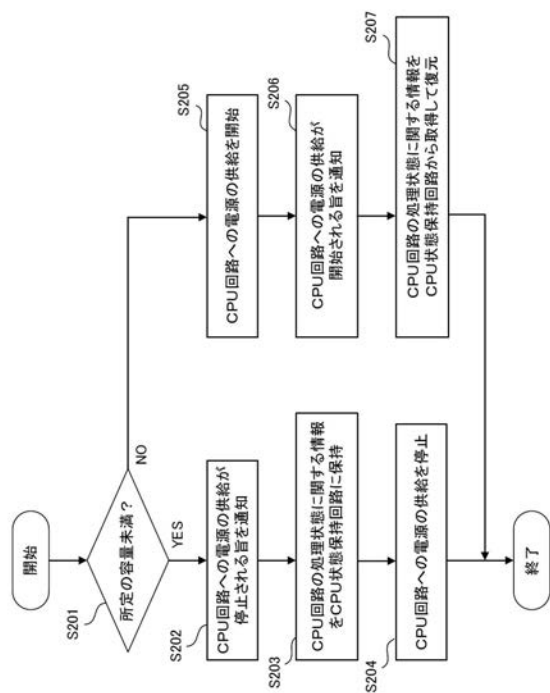 開始
S201
所定の容量未満?
NO
YES
S202
CPU回路への電源の供給が
停止される旨を通知
S203
CPU回路の処理状態に関する情報
をCPU状態保持回路に保持
S204
CPU回路への電源の供給を停止
S205
CPU回路への電源の供給を開始
S206
CPU回路への電源の供給が
開始される旨を通知
S207
CPU回路の処理状態に関する情報を
CPU状態保持回路から取得して復元
終了